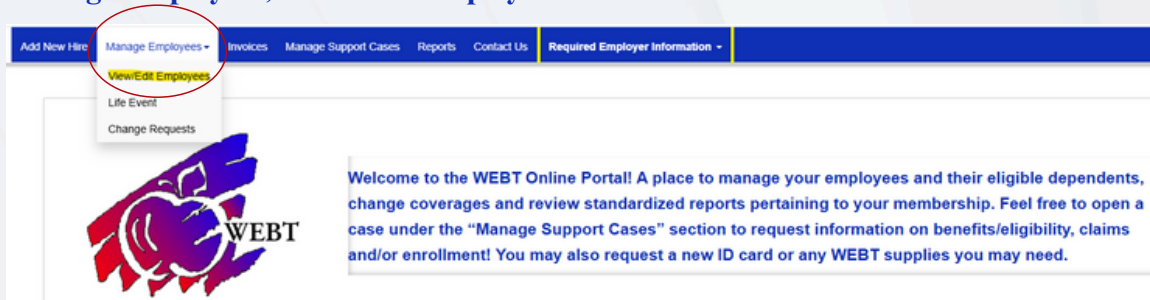 Add New Hire Manage Employees Invoices Manage Support Cases Reports Contact Us Required Employer Information
View/Edit Employees
Life Event
Change Requests
WEBT
Welcome to the WEBT Online Portal! A place to manage your employees and their eligible dependents,
change coverages and review standardized reports pertaining to your membership. Feel free to open a
case under the “Manage Support Cases” section to request information on benefits/eligibility, claims
and/or enrollment! You may also request a new ID card or any WEBT supplies you may need.